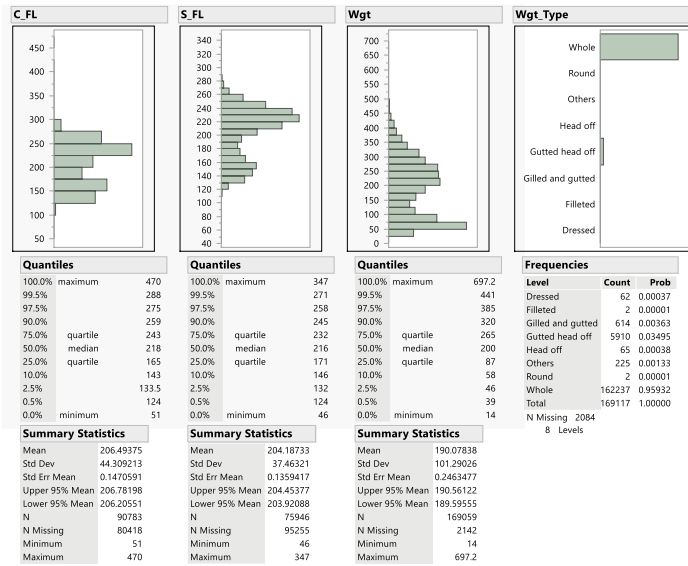 C_FL
450
400
350
300
250
200
150
100
50
Quantiles
100.0% maximum 470
99.5% 288
97.5% 275
90.0% 259
75.0% quartile 243
50.0% median 218
25.0% quartile 165
10.0% 143
2.5% 133.5
0.5% 124
0.0% minimum 51
Summary Statistics
Mean 206.49375
Std Dev 44.309213
Std Err Mean 0.1470591
Upper 95% Mean 206.78198
Lower 95% Mean 206.20551
N 90783
N Missing 80418
Minimum 51
Maximum 470
S_FL
340
320
300
280
260
240
220
200
180
160
140
120
100
80
60
40
Quantiles
100.0% maximum 347
99.5% 271
97.5% 258
90.0% 245
75.0% quartile 232
50.0% median 216
25.0% quartile 171
10.0% 146
2.5% 132
0.5% 124
0.0% minimum 46
Summary Statistics
Mean 204.18733
Std Dev 37.46321
Std Err Mean 0.1359417
Upper 95% Mean 204.45377
Lower 95% Mean 203.92088
N 75946
N Missing 95255
Minimum 46
Maximum 347
Wgt
700
650
600
550
500
450
400
350
300
250
200
150
100
50
0
Quantiles
100.0% maximum 697.2
99.5% 441
97.5% 385
90.0% 320
75.0% quartile 265
50.0% median 200
25.0% quartile 87
10.0% 58
2.5% 46
0.5% 39
0.0% minimum 14
Summary Statistics
Mean 190.07838
Std Dev 101.29026
Std Err Mean 0.2463477
Upper 95% Mean 190.56122
Lower 95% Mean 189.59555
N 169059
N Missing 2142
Minimum 14
Maximum 697.2
Wgt_Type
Whole
Round
Others
Head off
Gutted head off
Gilled and gutted
Filleted
Dressed
Frequencies
Level Count Prob
Dressed 62 0.00037
Filleted 2 0.00001
Gilled and gutted 614 0.00363
Gutted head off 5910 0.03495
Head off 65 0.00038
Others 225 0.00133
Round 2 0.00001
Whole 162237 0.95932
Total 169117 1.00000
N Missing 2084
8 Levels